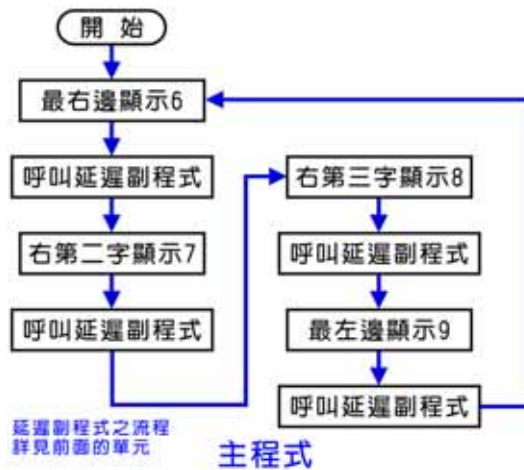 開 始
最右邊顯示6
呼叫延遲副程式
右第二字顯示7
呼叫延遲副程式
右第三字顯示8
呼叫延遲副程式
最左邊顯示9
呼叫延遲副程式
延遲副程式之流程
詳見前面的單元
主程式